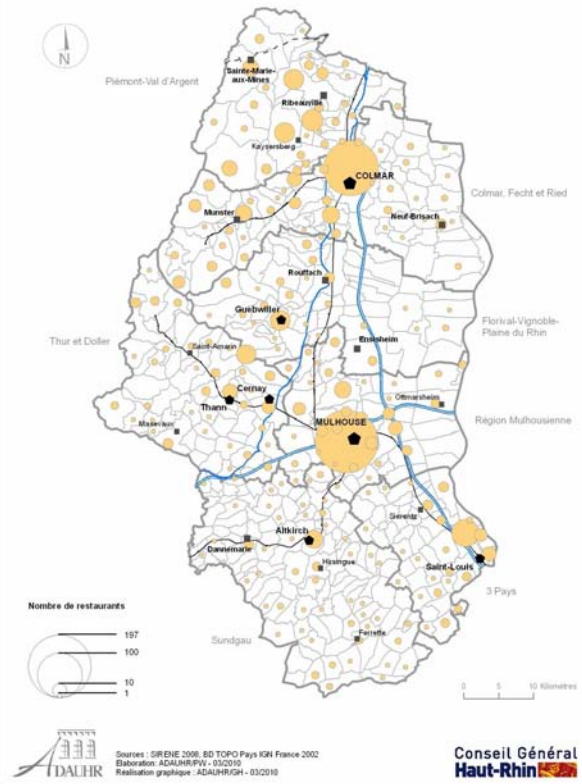 N
Piémont-Val d'Argent
Sainte-Marie-
aux-Mines
Ribeauvillé
Kaysersberg
COLMAR
Colmar, Fecht et Ried
Munster
Neuf-Brisach
Rouffach
Guebwiller
Florival-Vignoble-
Plaine du Rhin
Thur et Doller
Ensisheim
Saint-Amarin
Cernay
Thann
Ottmarsheim
Masevaux
MULHOUSE
Région Mulhousienne
Sierentz
Altkirch
Dannemarie
Hirsingue
Saint-Louis
3 Pays
Nombre de restaurants
197
100
10
1
Sundgau
Ferrette
0 5 10 Kilomètres
ADAUHR
Sources : SIRENE 2008, BD TOPO Pays IGN France 2002
Elaboration: ADAUHR/PW - 03/2010
Réalisation graphique : ADAUHR/GH - 03/2010
Conseil Général
Haut-Rhin